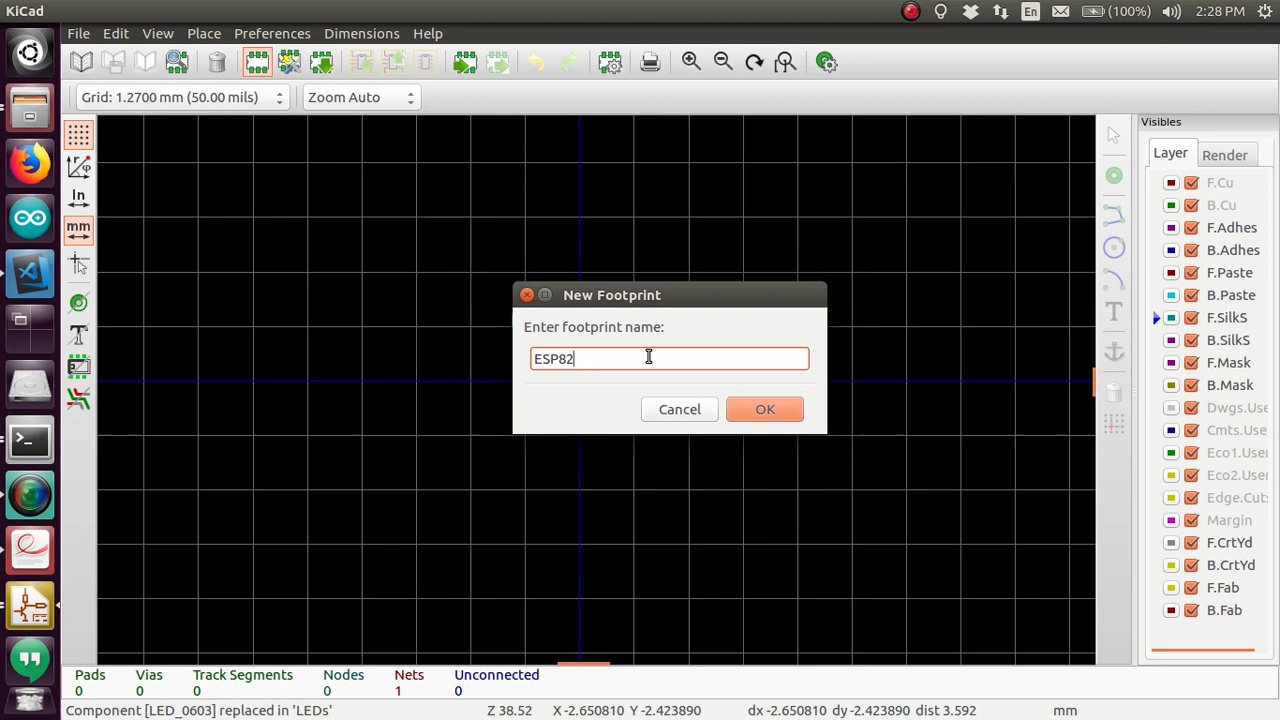 KiCad
En
(100%)
2:28 PM
File Edit View Place Preferences Dimensions Help
Grid: 1.2700 mm (50.00 mils)
Zoom Auto
In
mm
New Footprint
Enter footprint name:
ESP82
Cancel
OK
Visibles
Layer
Render
F.Cu
B.Cu
F.Adhes
B.Adhes
F.Paste
B.Paste
F.SilkS
B.SilkS
F.Mask
B.Mask
Dwgs.User
Cmts.User
Eco1.User
Eco2.User
Edge.Cuts
Margin
F.CrtYd
B.CrtYd
F.Fab
B.Fab
Pads Vias Track Segments Nodes Nets Unconnected
0 0 0 0 1 0
Component [LED_0603] replaced in 'LEDs' Z 38.52 X -2.650810 Y -2.423890 dx -2.650810 dy -2.423890 dist 3.592 mm